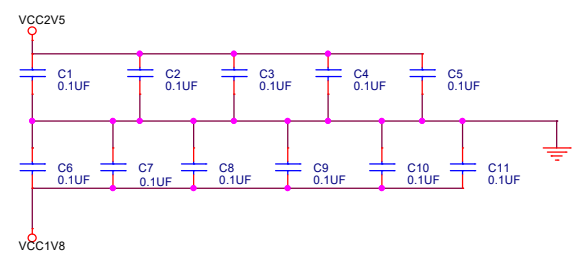 VCC2V5
C1 C2 C3 C4 C5
0.1UF 0.1UF 0.1UF 0.1UF 0.1UF
C6 C7 C8 C9 C10 C11
0.1UF 0.1UF 0.1UF 0.1UF 0.1UF 0.1UF
VCC1V8